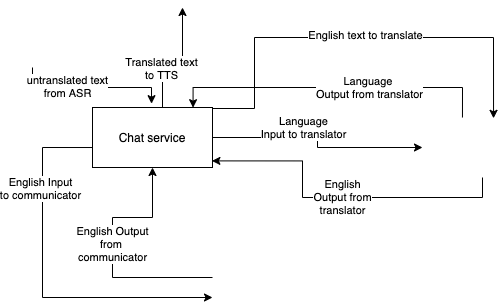 English text to translate
Translated text
to TTS
untranslated text
from ASR
Language
Output from translator
Chat service
Language
Input to translator
English Input
to communicator
English
Output from
translator
English Output
from
communicator